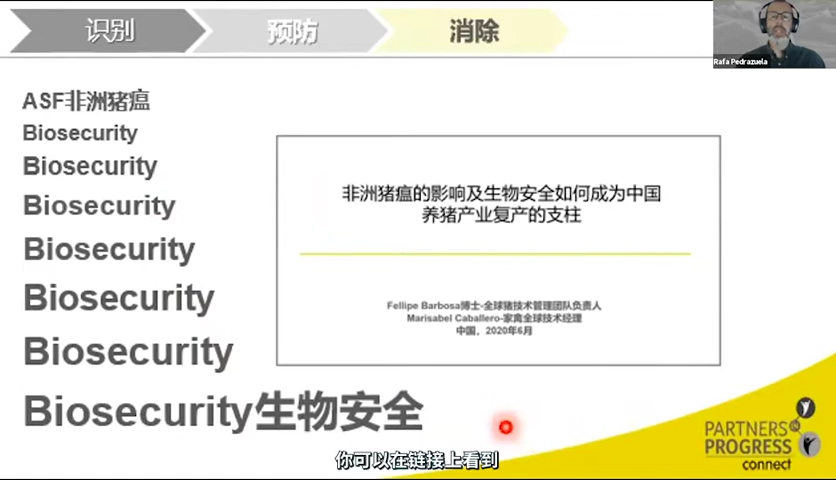 识别
预防
消除
Rafa Pedrazuela
ASF非洲猪瘟
Biosecurity
Biosecurity
Biosecurity
Biosecurity
Biosecurity
Biosecurity
Biosecurity生物安全
非洲猪瘟的影响及生物安全如何成为中国
养猪产业复产的支柱
Fellipe Barbosa博士-全球猪技术管理团队负责人
Marisabel Caballero-家禽全球技术经理
中国，2020年6月
PARTNERS IN
PROGRESS
connect
你可以在链接上看到